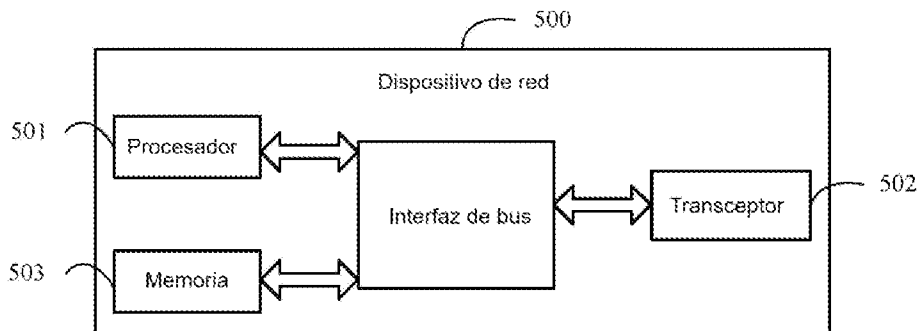 500
Dispositivo de red
501
Procesador
Interfaz de bus
Transceptor
502
503
Memoria